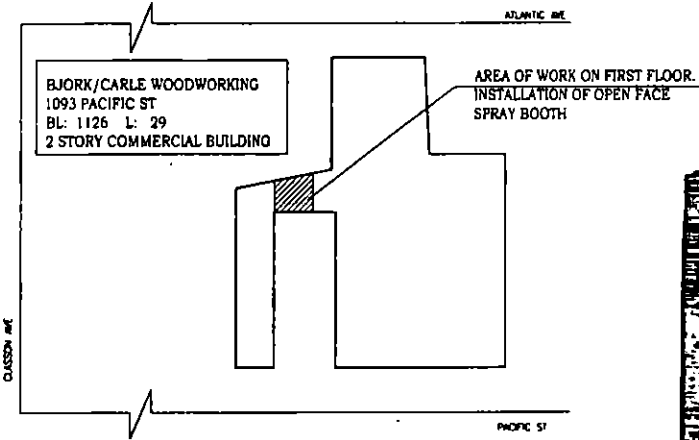 ATLANTIC AVE
BJORK/CARLE WOODWORKING
1093 PACIFIC ST
BL: 1126 L: 29
2 STORY COMMERCIAL BUILDING
AREA OF WORK ON FIRST FLOOR.
INSTALLATION OF OPEN FACE
SPRAY BOOTH
CLASSON AVE
PACIFIC ST